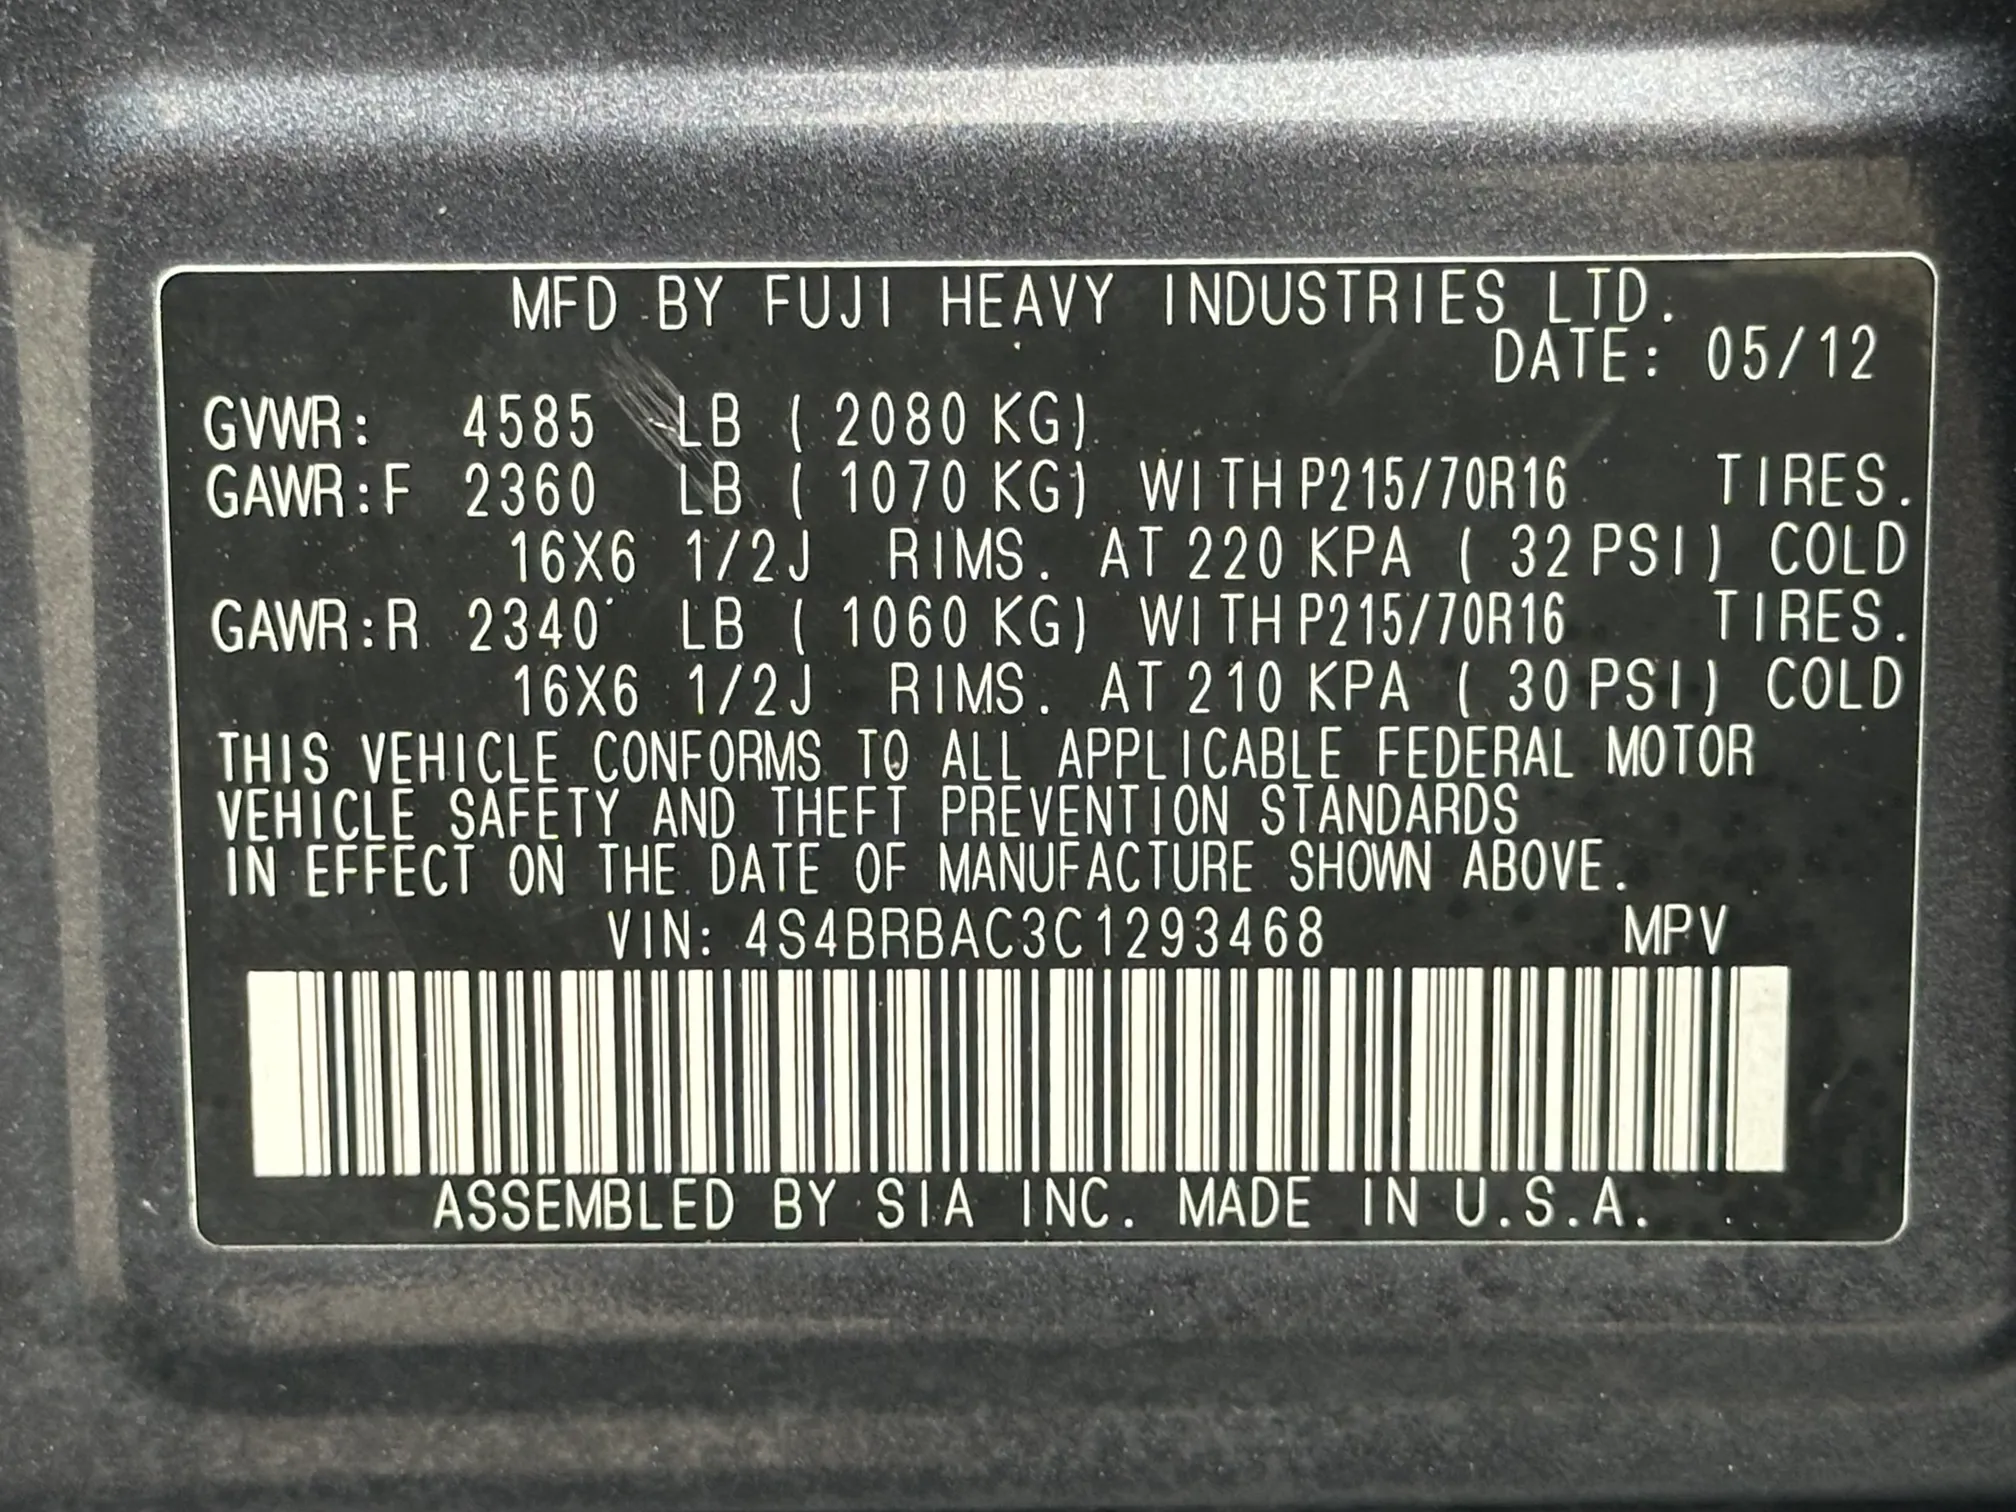 MFD BY FUJI HEAVY INDUSTRIES LTD.
DATE: 05/12
GVWR: 4585 LB ( 2080 KG)
GAWR:F 2360 LB ( 1070 KG) WITH P215/70R16 TIRES.
16X6 1/2J RIMS. AT 220 KPA ( 32 PSI) COLD
GAWR:R 2340 LB ( 1060 KG) WITH P215/70R16 TIRES.
16X6 1/2J RIMS. AT 210 KPA ( 30 PSI) COLD
THIS VEHICLE CONFORMS TO ALL APPLICABLE FEDERAL MOTOR
VEHICLE SAFETY AND THEFT PREVENTION STANDARDS
IN EFFECT ON THE DATE OF MANUFACTURE SHOWN ABOVE.
VIN: 4S4BRBAC3C1293468 MPV
ASSEMBLED BY SIA INC. MADE IN U.S.A.